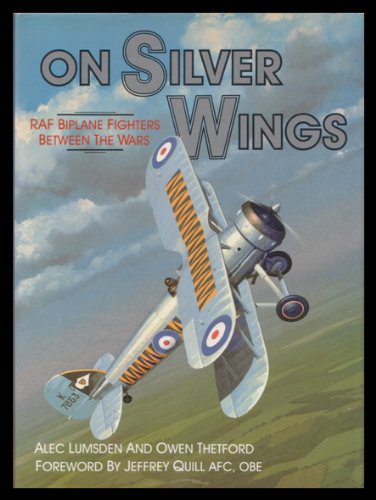 ON SILVER
WINGS
RAF BIPLANE FIGHTERS
BETWEEN THE WARS
K
7863
ALEC LUMSDEN AND OWEN THETFORD
FOREWORD BY JEFFREY QUILL AFC, OBE